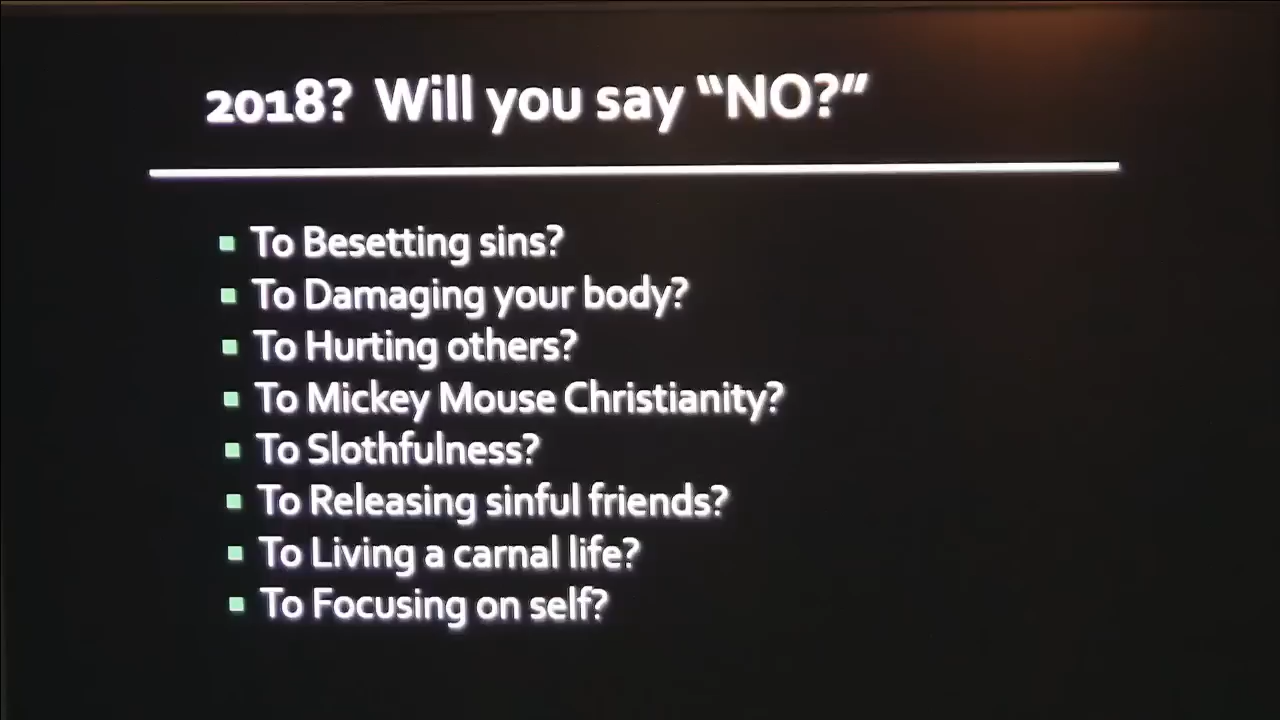 2018? Will you say “NO?”
To Besetting sins?
To Damaging your body?
To Hurting others?
To Mickey Mouse Christianity?
To Slothfulness?
To Releasing sinful friends?
To Living a carnal life?
To Focusing on self?